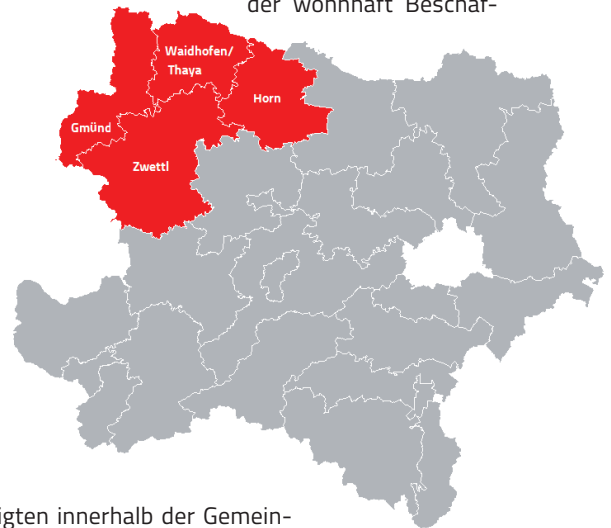 der wohnhaft Beschäf-
Waidhofen/
Thaya
Horn
Gmünd
Zwettl
igten innerhalb der Gemein-